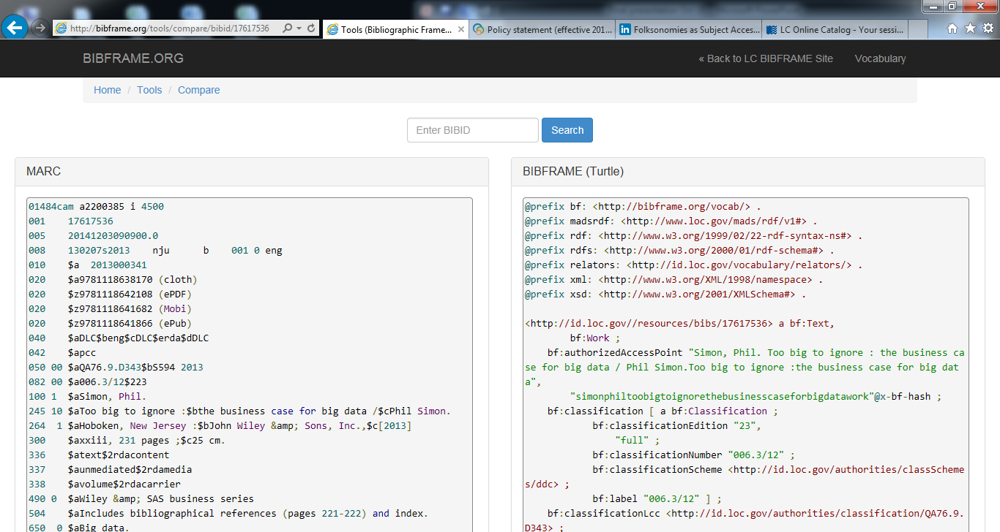 http://bibframe.org/tools/compare/bibid/17617536
Tools (Bibliographic Frame...
Policy statement (effective 201...
Folksonomies as Subject Acces...
LC Online Catalog - Your sessi...
BIBFRAME.ORG
« Back to LC BIBFRAME Site
Vocabulary
Home / Tools / Compare
Enter BIBID
Search
MARC
01484cam a2200385 i 4500
001    17617536
005    20141203090900.0
008    130207s2013    nju      b    001 0 eng
010    $a  2013000341
020    $a9781118638170 (cloth)
020    $z9781118642108 (ePDF)
020    $z9781118641682 (Mobi)
020    $z9781118641866 (ePub)
040    $aDLC$beng$cDLC$erda$dDLC
042    $apcc
050 00 $aQA76.9.D343$bS594 2013
082 00 $a006.3/12$223
100 1  $aSimon, Phil.
245 10 $aToo big to ignore :$bthe business case for big data /$cPhil Simon.
264  1 $aHoboken, New Jersey :$bJohn Wiley &amp; Sons, Inc.,$c[2013]
300    $axxiii, 231 pages ;$c25 cm.
336    $atext$2rdacontent
337    $aunmediated$2rdamedia
338    $avolume$2rdacarrier
490 0  $aWiley &amp; SAS business series
504    $aIncludes bibliographical references (pages 221-222) and index.
650  0 $aBig data.
BIBFRAME (Turtle)
@prefix bf: <http://bibframe.org/vocab/> .
@prefix madsrdf: <http://www.loc.gov/mads/rdf/v1#> .
@prefix rdf: <http://www.w3.org/1999/02/22-rdf-syntax-ns#> .
@prefix rdfs: <http://www.w3.org/2000/01/rdf-schema#> .
@prefix relators: <http://id.loc.gov/vocabulary/relators/> .
@prefix xml: <http://www.w3.org/XML/1998/namespace> .
@prefix xsd: <http://www.w3.org/2001/XMLSchema#> .
<http://id.loc.gov//resources/bibs/17617536> a bf:Text,
        bf:Work ;
    bf:authorizedAccessPoint "Simon, Phil. Too big to ignore : the business ca
se for big data / Phil Simon.Too big to ignore :the business case for big dat
a",
        "simonphiltoobigtoignorethebusinesscaseforbigdatawork"@x-bf-hash ;
    bf:classification [ a bf:Classification ;
            bf:classificationEdition "23",
                "full" ;
            bf:classificationNumber "006.3/12" ;
            bf:classificationScheme <http://id.loc.gov/authorities/classScheme
s/ddc> ;
            bf:label "006.3/12" ] ;
    bf:classificationLcc <http://id.loc.gov/authorities/classification/QA76.9.
D343> ;